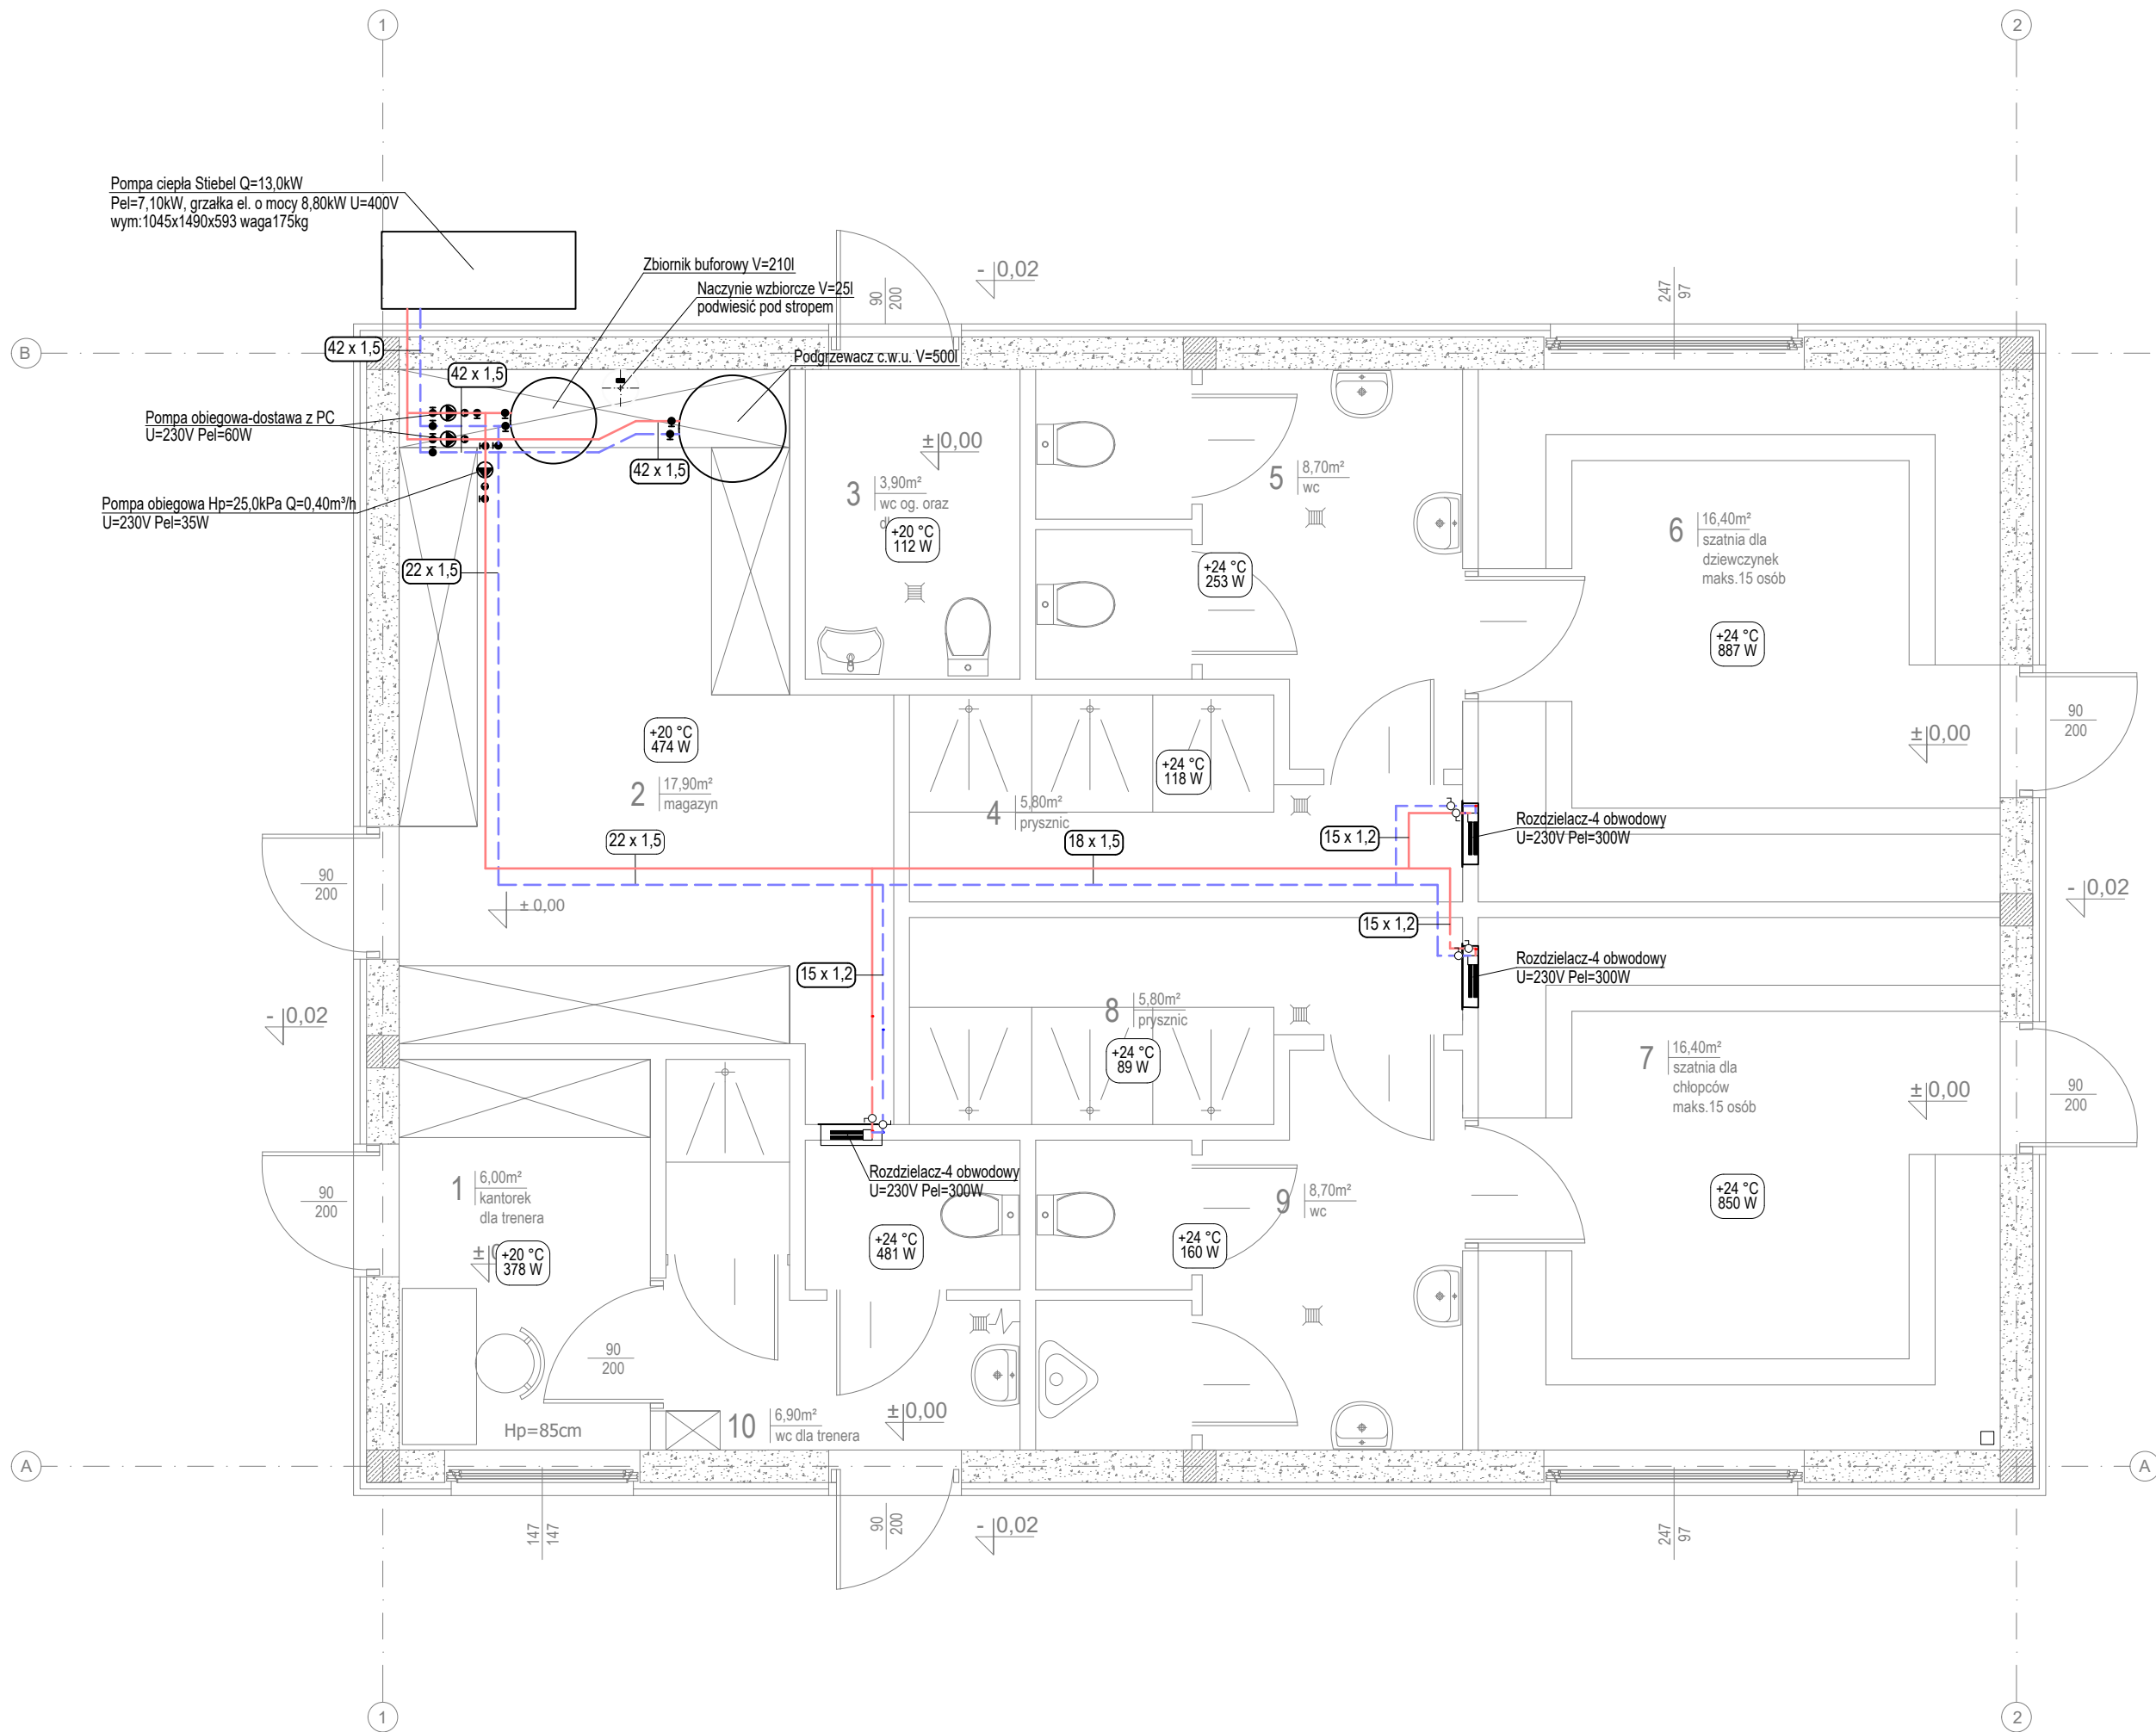 1
2
Pompa ciepła Stiebel Q=13,0kW
Pel=7,10kW, grzałka el. o mocy 8,80kW U=400V
wym:1045x1490x593 waga175kg
Zbiornik buforowy V=210l
Naczynie wzbiorcze V=25l
podwiesić pod stropem
90
200
- 0,02
247
97
B
42 x 1,5
42 x 1,5
Podgrzewacz c.w.u. V=500l
Pompa obiegowa-dostawa z PC
U=230V Pel=60W
42 x 1,5
Pompa obiegowa Hp=25,0kPa Q=0,40m³/h
U=230V Pel=35W
22 x 1,5
±0,00
3
3,90m²
wc og. oraz
+20 °C
112 W
5
8,70m²
wc
+24 °C
253 W
6
16,40m²
szatnia dla
dziewczynek
maks.15 osób
+24 °C
887 W
90
200
±0,00
+20 °C
474 W
2
17,90m²
magazyn
+24 °C
118 W
4
5,80m²
prysznic
22 x 1,5
18 x 1,5
15 x 1,2
Rozdzielacz-4 obwodowy
U=230V Pel=300W
90
200
± 0,00
- 0,02
15 x 1,2
15 x 1,2
Rozdzielacz-4 obwodowy
U=230V Pel=300W
- 0,02
8
5,80m²
prysznic
+24 °C
89 W
7
16,40m²
szatnia dla
chłopców
maks.15 osób
±0,00
90
200
1
6,00m²
kantorek
dla trenera
+20 °C
378 W
90
200
Rozdzielacz-4 obwodowy
U=230V Pel=300W
+24 °C
481 W
9
8,70m²
wc
+24 °C
160 W
+24 °C
850 W
90
200
Hp=85cm
10
6,90m²
wc dla trenera
±0,00
A
A
147
147
90
200
- 0,02
247
97
1
2